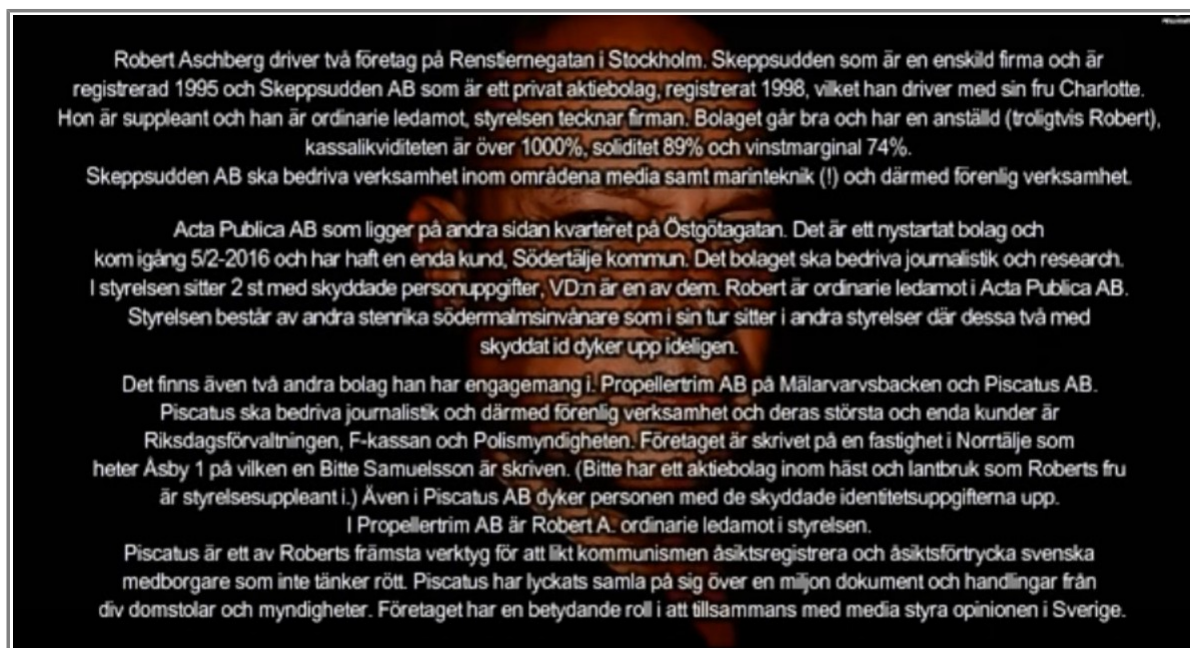 Robert Aschberg driver två företag på Renstiernegatan i Stockholm. Skeppsudden som är en enskild firma och är
registrerad 1995 och Skeppsudden AB som är ett privat aktiebolag, registrerat 1998, vilket han driver med sin fru Charlotte.
Hon är suppleant och han är ordinarie ledamot, styrelsen tecknar firman. Bolaget går bra och har en anställd (troligtvis Robert),
kassalikviditeten är över 1000%, soliditet 89% och vinstmarginal 74%.
Skeppsudden AB ska bedriva verksamhet inom områdena media samt marinteknik (!) och därmed förenlig verksamhet.
Acta Publica AB som ligger på andra sidan kvarteret på Östgötagatan. Det är ett nystartat bolag och
kom igång 5/2-2016 och har haft en enda kund, Södertälje kommun. Det bolaget ska bedriva journalistik och research.
I styrelsen sitter 2 st med skyddade personuppgifter, VD:n är en av dem. Robert är ordinarie ledamot i Acta Publica AB.
Styrelsen består av andra stenrika södermalmsinvånare som i sin tur sitter i andra styrelser där dessa två med
skyddat id dyker upp ideligen.
Det finns även två andra bolag han har engagemang i. Propellertrim AB på Mälarvarvsbacken och Piscatus AB.
Piscatus ska bedriva journalistik och därmed förenlig verksamhet och deras största och enda kunder är
Riksdagsförvaltningen, F-kassan och Polismyndigheten. Företaget är skrivet på en fastighet i Norrtälje som
heter Åsby 1 på vilken en Bitte Samuelsson är skriven. (Bitte har ett aktiebolag inom häst och lantbruk som Roberts fru
är styrelsesuppleant i.) Även i Piscatus AB dyker personen med de skyddade identitetsuppgifterna upp.
I Propellertrim AB är Robert A. ordinarie ledamot i styrelsen.
Piscatus är ett av Roberts främsta verktyg för att likt kommunismen åsiktsregistrera och åsiktsförtrycka svenska
medborgare som inte tänker rött. Piscatus har lyckats samla på sig över en miljon dokument och handlingar från
div domstolar och myndigheter. Företaget har en betydande roll i att tillsammans med media styra opinionen i Sverige.